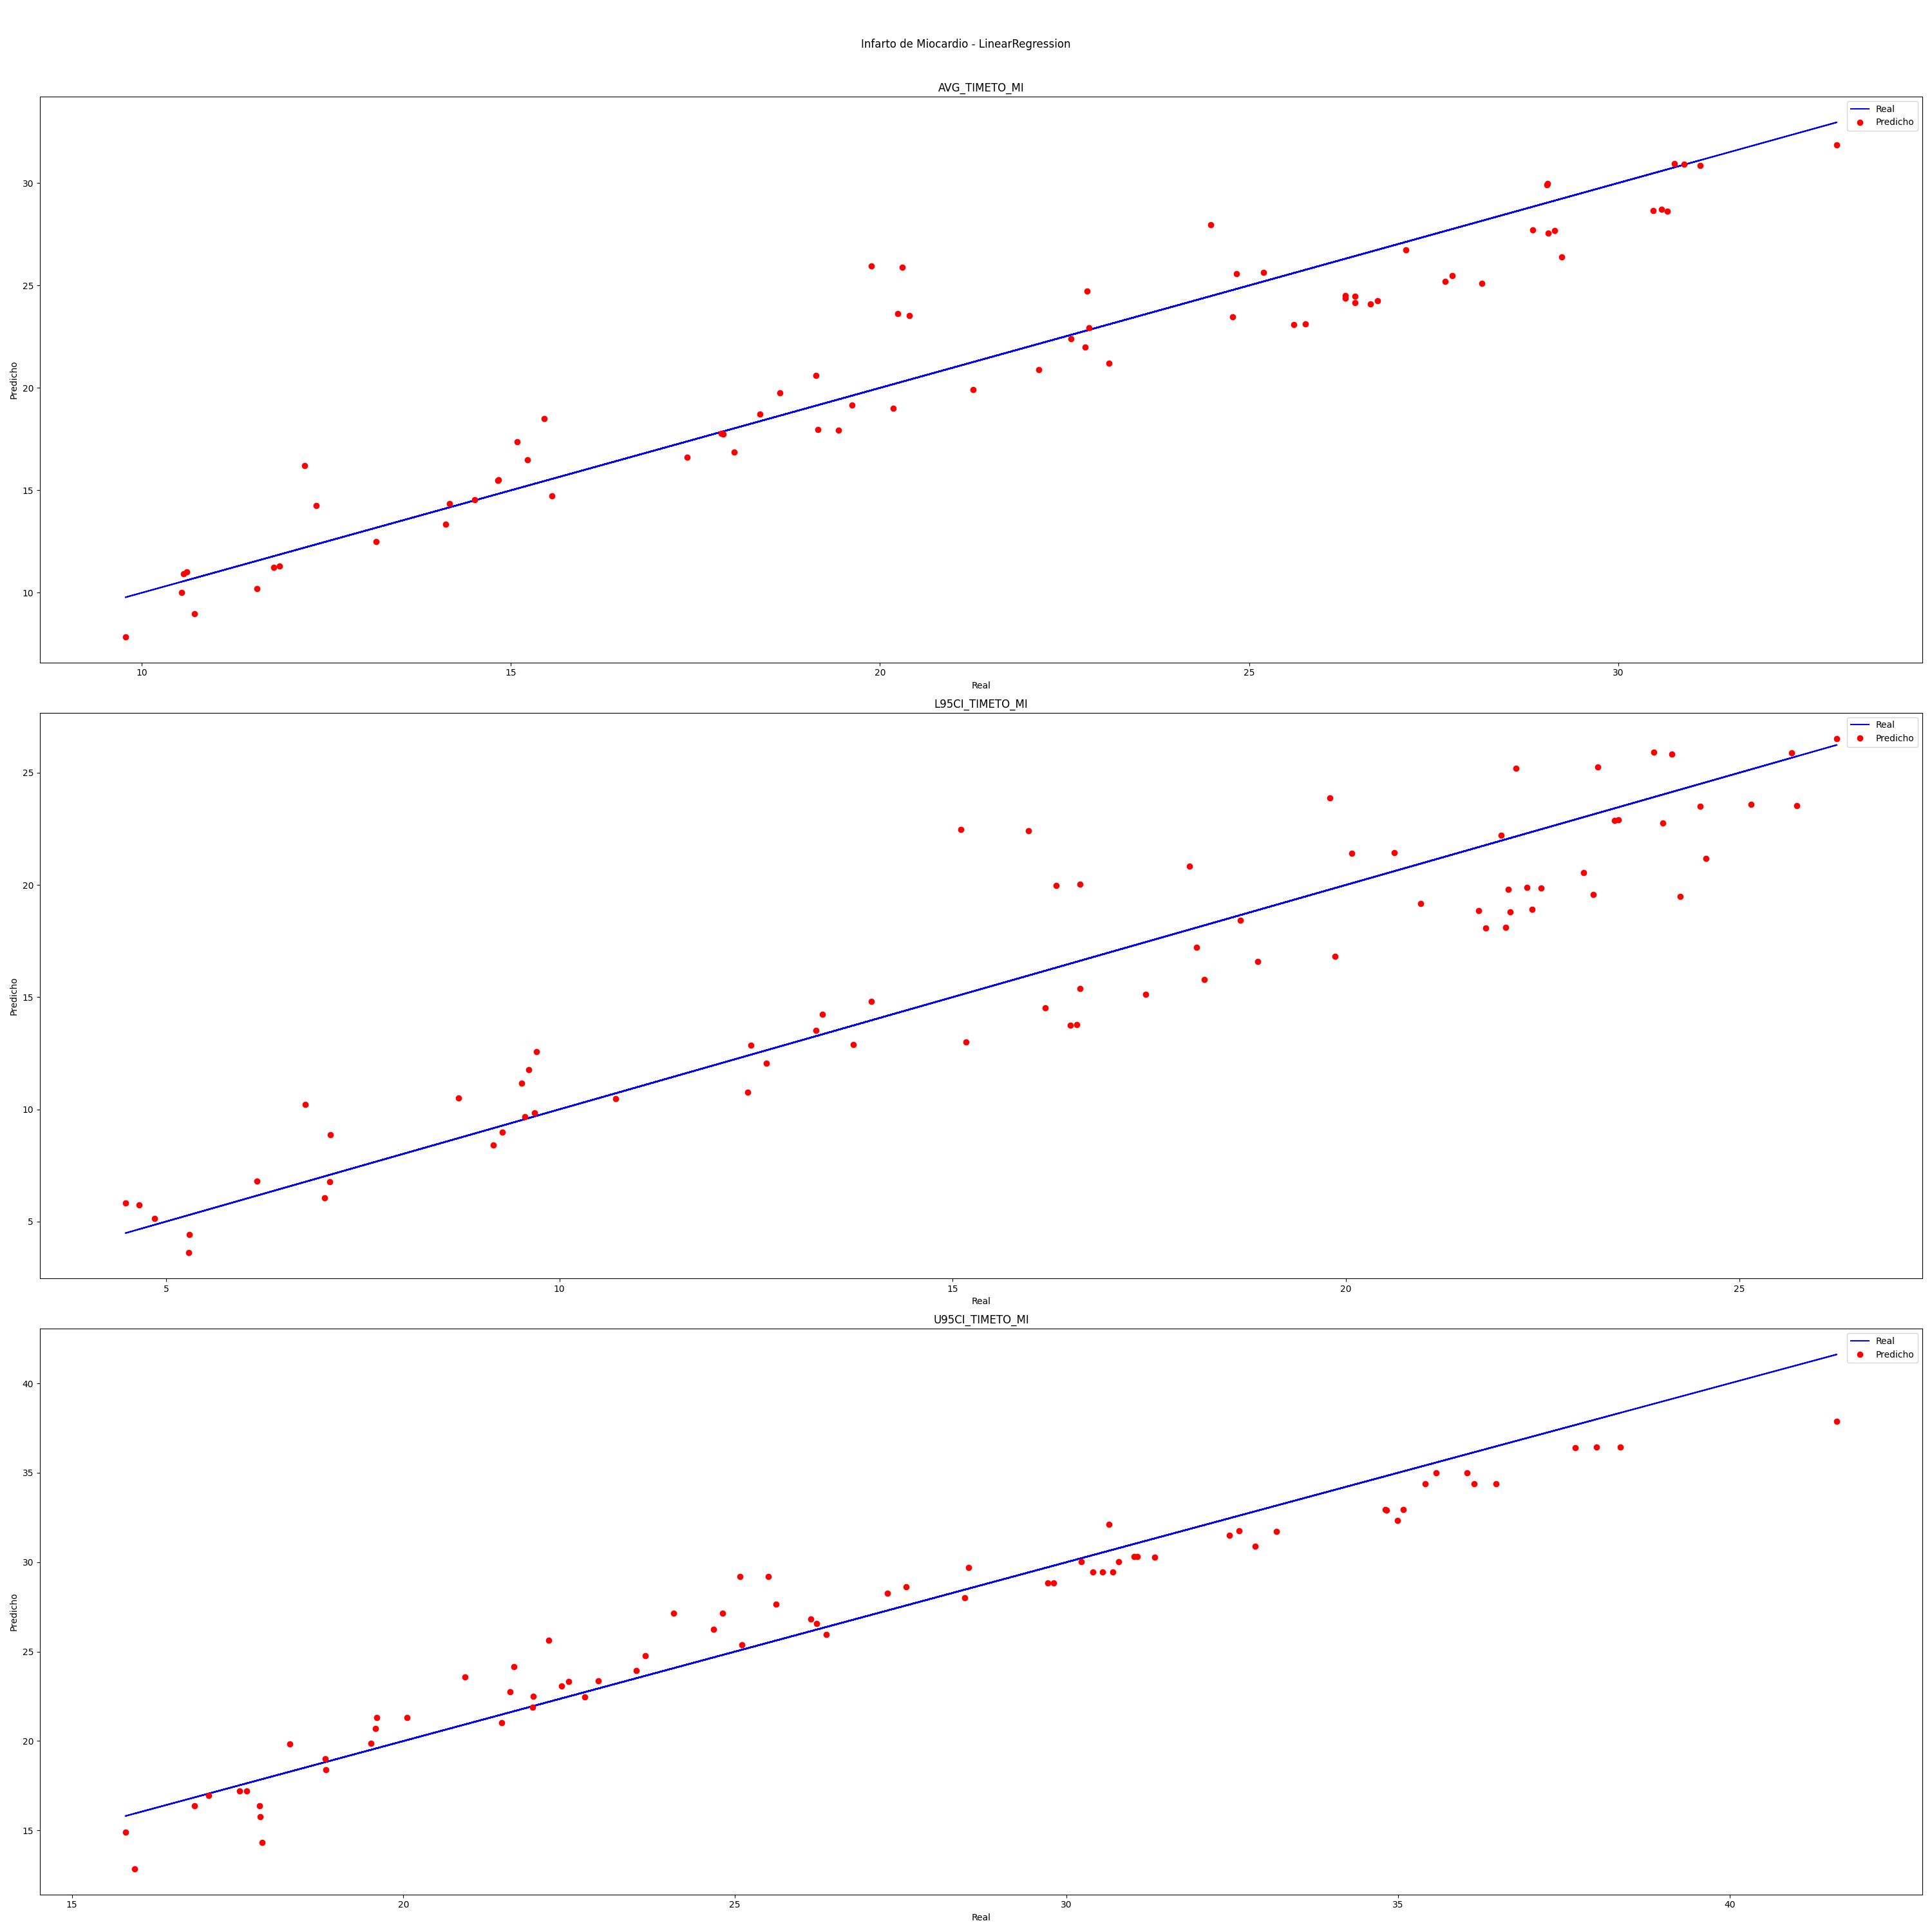 Infarto de Miocardio - LinearRegression
AVG_TIMETO_MI
Real
Predicho
30
25
20
15
10
Predicho
10 15 20 25 30
Real
L95CI_TIMETO_MI
Real
Predicho
25
20
15
10
5
Predicho
5 10 15 20 25
Real
U95CI_TIMETO_MI
Real
Predicho
40
35
30
25
20
15
Predicho
15 20 25 30 35 40
Real